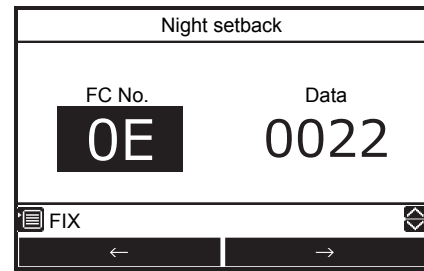 Night setback
FC No. Data
0E 0022
FIX
← →